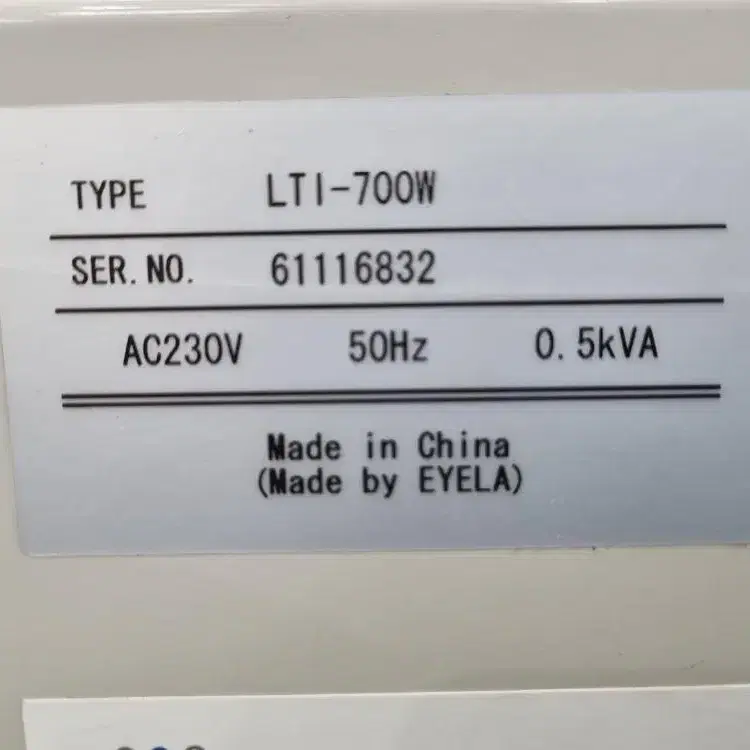 TYPE LTI-700W
SER. NO. 61116832
AC230V 50Hz 0.5kVA
Made in China
(Made by EYELA)